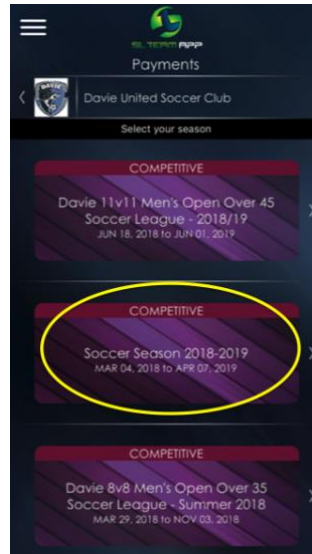 SL TEAM APP
Payments
DAVIE
Davie United Soccer Club
Select your season
COMPETITIVE
Davie 11v11 Men's Open Over 45
Soccer League - 2018/19
JUN 18, 2018 to JUN 01, 2019
COMPETITIVE
Soccer Season 2018-2019
MAR 04, 2018 to APR 07, 2019
COMPETITIVE
Davie 8v8 Men's Open Over 35
Soccer League - Summer 2018
MAR 29, 2018 to NOV 03, 2018